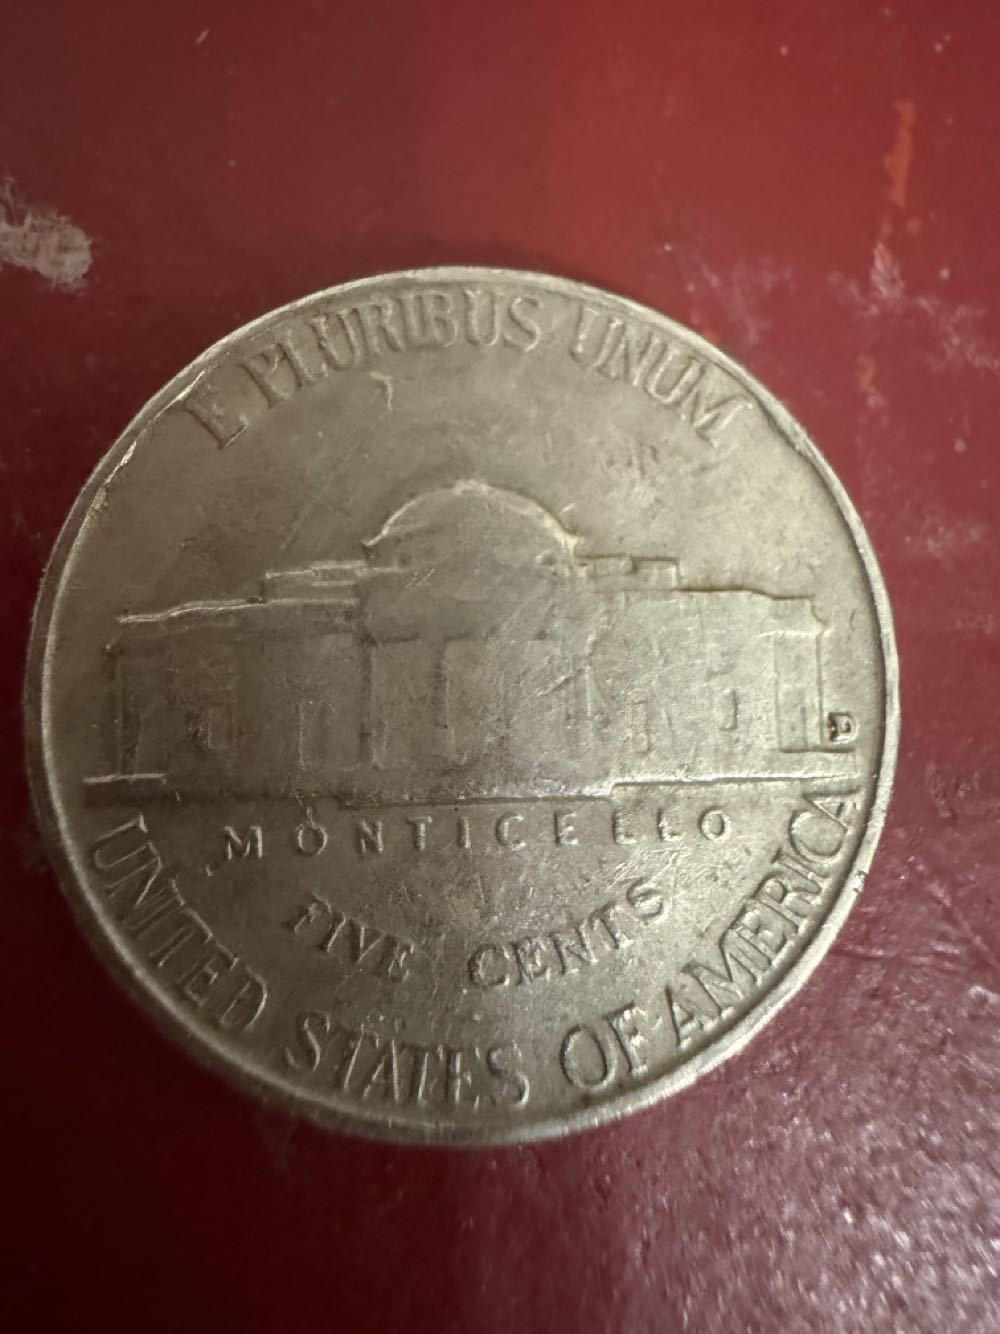 E PLURIBUS UNUM
D
MONTICELLO
FIVE CENTS
UNITED STATES OF AMERICA